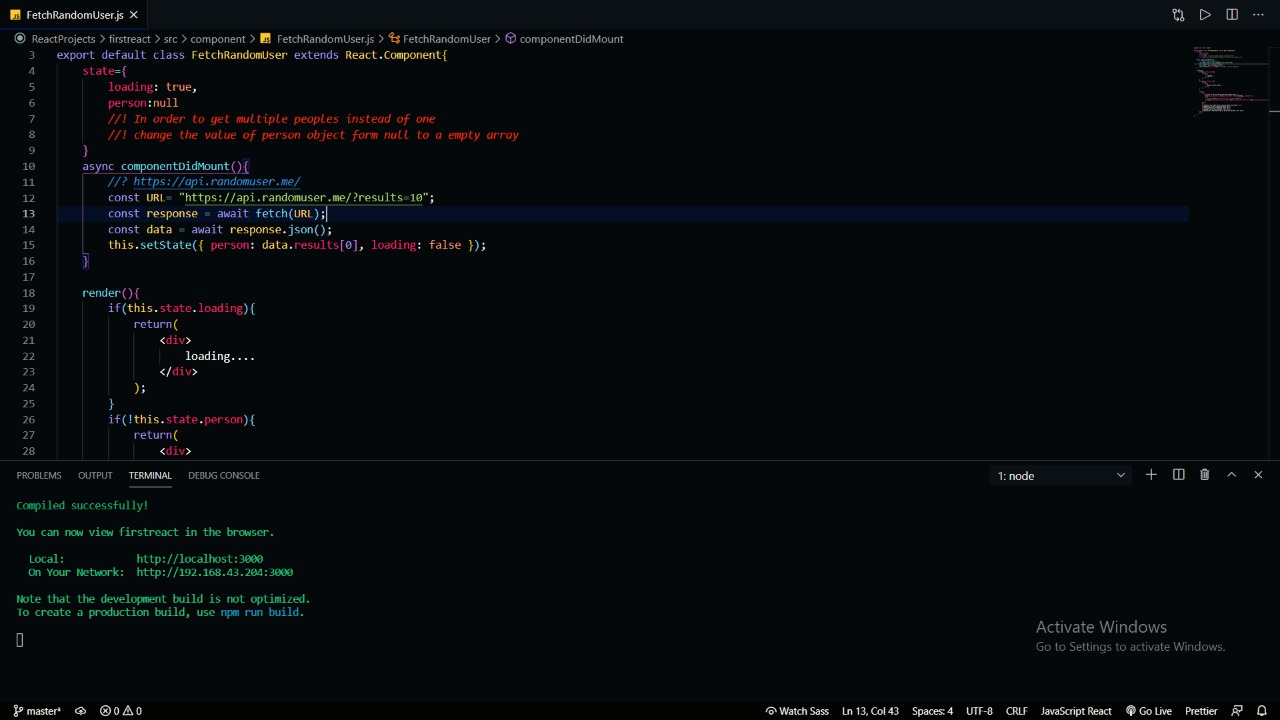 FetchRandomUser.js
ReactProjects > firstreact > src > component > FetchRandomUser.js > FetchRandomUser > componentDidMount
3 export default class FetchRandomUser extends React.Component{
4 state={
5 loading: true,
6 person:null
7 //! In order to get multiple peoples instead of one
8 //! change the value of person object form null to a empty array
9 }
10 async componentDidMount(){
11 //? https://api.randomuser.me/
12 const URL= "https://api.randomuser.me/?results=10";
13 const response = await fetch(URL);
14 const data = await response.json();
15 this.setState({ person: data.results[0], loading: false });
16 }
17
18 render(){
19 if(this.state.loading){
20 return(
21 <div>
22 loading....
23 </div>
24 );
25 }
26 if(!this.state.person){
27 return(
28 <div>
PROBLEMS OUTPUT TERMINAL DEBUG CONSOLE 1: node
Compiled successfully!
You can now view firstreact in the browser.
Local: http://localhost:3000
On Your Network: http://192.168.43.204:3000
Note that the development build is not optimized.
To create a production build, use npm run build.
Activate Windows
Go to Settings to activate Windows.
master* 0 0 Watch Sass Ln 13, Col 43 Spaces: 4 UTF-8 CRLF JavaScript React Go Live Prettier